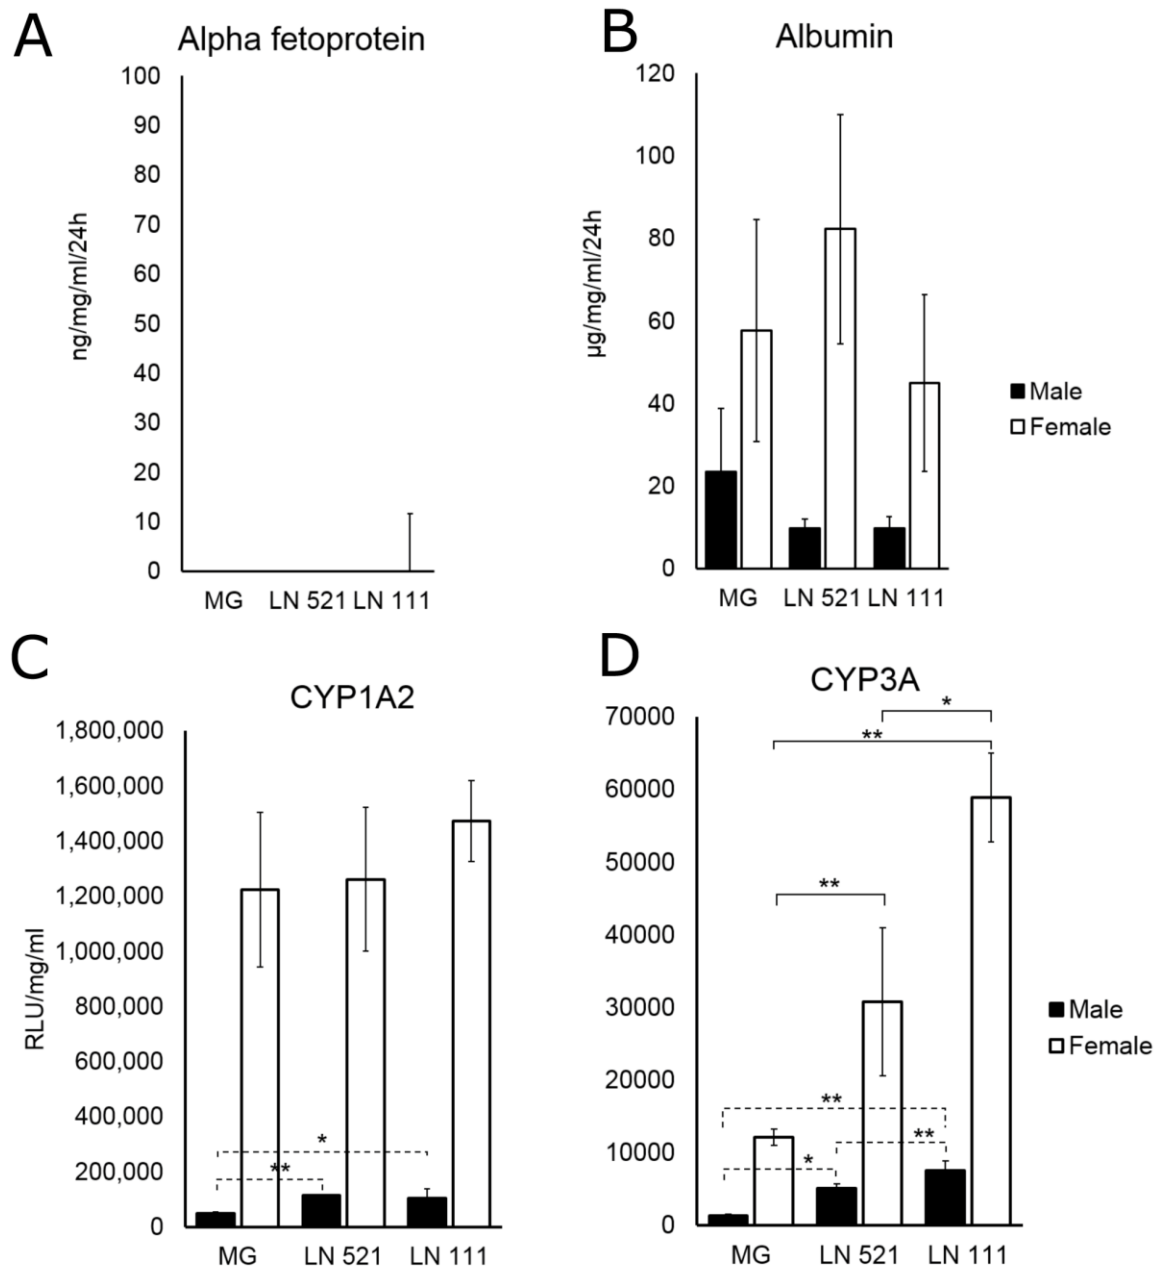 A
Alpha fetoprotein
100
90
80
70
60
50
40
30
20
10
0
ng/mg/ml/24h
MG LN 521 LN 111
B
Albumin
120
100
80
60
40
20
0
µg/mg/ml/24h
MG LN 521 LN 111
Male
Female
C
CYP1A2
1,800,000
1,600,000
1,400,000
1,200,000
1,000,000
800,000
600,000
400,000
200,000
0
RLU/mg/ml
*
**
MG LN 521 LN 111
D
CYP3A
70000
60000
50000
40000
30000
20000
10000
0
*
**
**
**
**
*
MG LN 521 LN 111
Male
Female